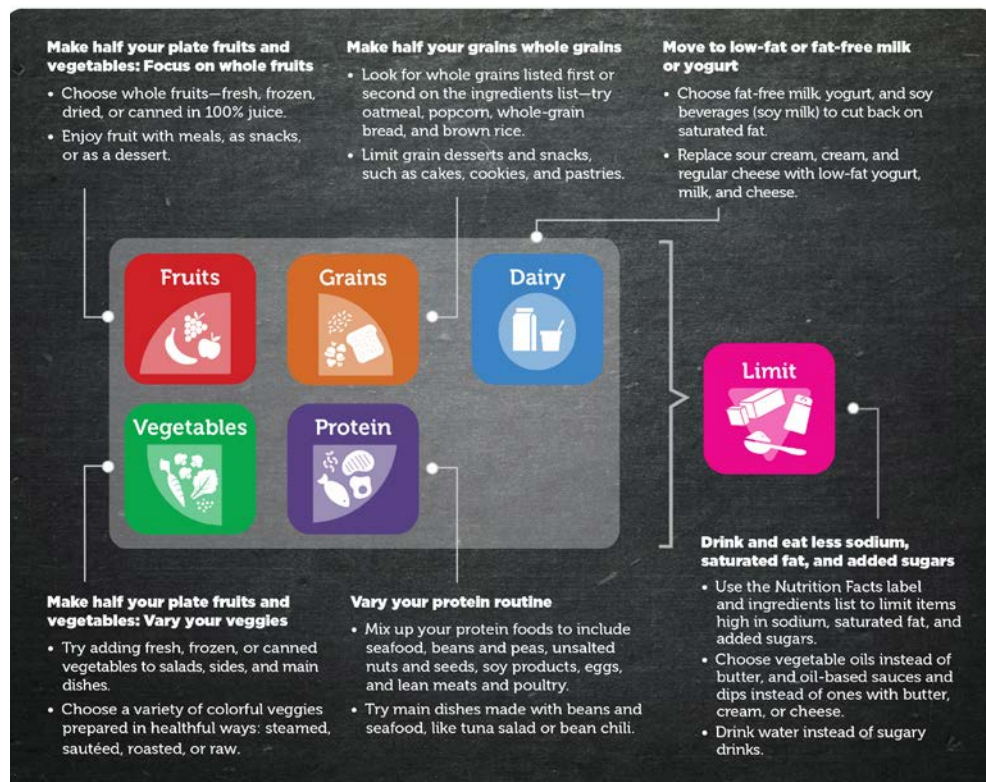 Make half your plate fruits and
vegetables: Focus on whole fruits
• Choose whole fruits—fresh, frozen,
dried, or canned in 100% juice.
• Enjoy fruit with meals, as snacks,
or as a dessert.
Make half your grains whole grains
• Look for whole grains listed first or
second on the ingredients list—try
oatmeal, popcorn, whole-grain
bread, and brown rice.
• Limit grain desserts and snacks,
such as cakes, cookies, and pastries.
Move to low-fat or fat-free milk
or yogurt
• Choose fat-free milk, yogurt, and soy
beverages (soy milk) to cut back on
saturated fat.
• Replace sour cream, cream, and
regular cheese with low-fat yogurt,
milk, and cheese.
Fruits
Grains
Dairy
Limit
Vegetables
Protein
Make half your plate fruits and
vegetables: Vary your veggies
• Try adding fresh, frozen, or canned
vegetables to salads, sides, and main
dishes.
• Choose a variety of colorful veggies
prepared in healthful ways: steamed,
sautéed, roasted, or raw.
Vary your protein routine
• Mix up your protein foods to include
seafood, beans and peas, unsalted
nuts and seeds, soy products, eggs,
and lean meats and poultry.
• Try main dishes made with beans and
seafood, like tuna salad or bean chili.
Drink and eat less sodium,
saturated fat, and added sugars
• Use the Nutrition Facts label
and ingredients list to limit items
high in sodium, saturated fat, and
added sugars.
• Choose vegetable oils instead of
butter, and oil-based sauces and
dips instead of ones with butter,
cream, or cheese.
• Drink water instead of sugary
drinks.